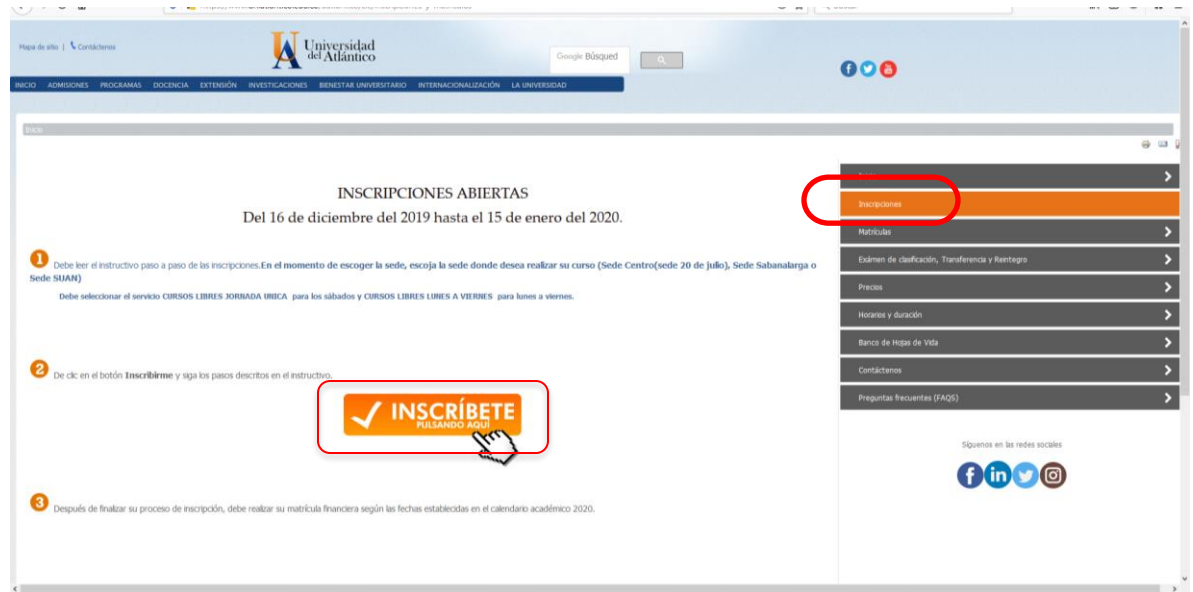 Mapa de sitio | Contáctenos
Universidad
del Atlántico
Google Búsqued
INICIO ADMISIONES PROGRAMAS DOCENCIA EXTENSIÓN INVESTIGACIONES BIENESTAR UNIVERSITARIO INTERNACIONALIZACIÓN LA UNIVERSIDAD
Inicio
INSCRIPCIONES ABIERTAS
Del 16 de diciembre del 2019 hasta el 15 de enero del 2020.
1 Debe leer el instructivo paso a paso de las inscripciones.En el momento de escoger la sede, escoja la sede donde desea realizar su curso (Sede Centro(sede 20 de julio), Sede Sabanalarga o
Sede SUAN)
Debe seleccionar el servicio CURSOS LIBRES JORNADA UNICA para los sábados y CURSOS LIBRES LUNES A VIERNES para lunes a viernes.
2 De clic en el botón Inscribirme y siga los pasos descritos en el instructivo.
INSCRÍBETE
PULSANDO AQUÍ
3 Después de finalizar su proceso de inscripción, debe realizar su matrícula financiera según las fechas establecidas en el calendario académico 2020.
Inscripciones
Matrículas
Exámen de clasificación, Transferencia y Reintegro
Precios
Horarios y duración
Banco de Hojas de Vida
Contáctenos
Preguntas frecuentes (FAQS)
Síguenos en las redes sociales